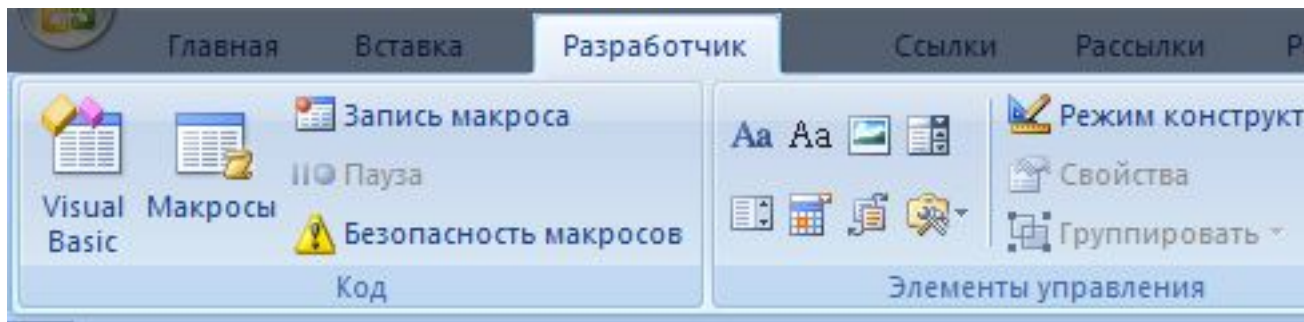 Главная Вставка Разработчик Ссылки Рассылки Р
Запись макроса
Пауза
Безопасность макросов
Visual Basic
Макросы
Код
Aa Aa
Режим конструкт
Свойства
Группировать
Элементы управления